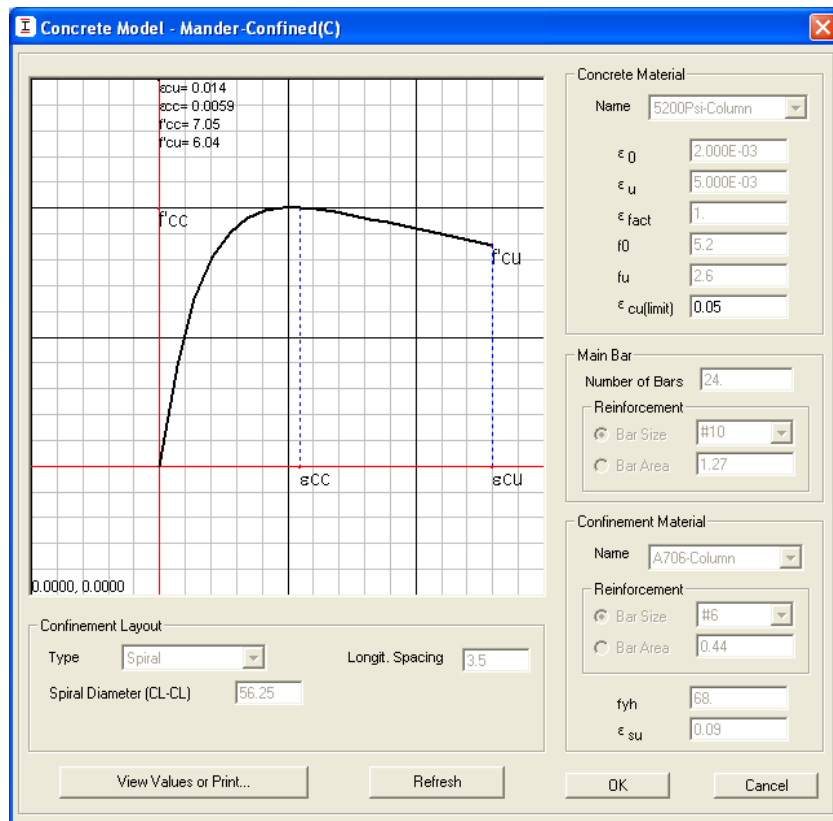 Concrete Model - Mander-Confined(C)
εcu= 0.014
εcc= 0.0059
f'cc= 7.05
f'cu= 6.04
f'cc
f'cu
εcc
εcu
0.0000, 0.0000
Confinement Layout
Type
Spiral
Longit. Spacing
3.5
Spiral Diameter (CL-CL)
56.25
View Values or Print...
Refresh
Concrete Material
Name
5200Psi-Column
ε 0
2.000E-03
ε u
5.000E-03
ε fact
1.
f0
5.2
fu
2.6
ε cu(limit)
0.05
Main Bar
Number of Bars
24.
Reinforcement
Bar Size
#10
Bar Area
1.27
Confinement Material
Name
A706-Column
Reinforcement
Bar Size
#6
Bar Area
0.44
fyh
68.
ε su
0.09
OK
Cancel